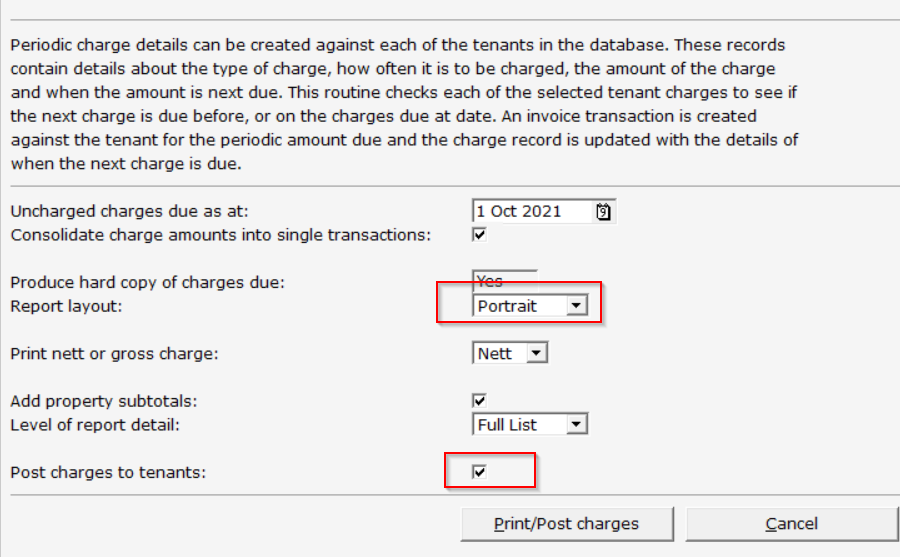 Periodic charge details can be created against each of the tenants in the database. These records
contain details about the type of charge, how often it is to be charged, the amount of the charge
and when the amount is next due. This routine checks each of the selected tenant charges to see if
the next charge is due before, or on the charges due at date. An invoice transaction is created
against the tenant for the periodic amount due and the charge record is updated with the details of
when the next charge is due.
Uncharged charges due as at: 1 Oct 2021
Consolidate charge amounts into single transactions:
Produce hard copy of charges due: Yes
Report layout: Portrait
Print nett or gross charge: Nett
Add property subtotals:
Level of report detail: Full List
Post charges to tenants:
Print/Post charges Cancel